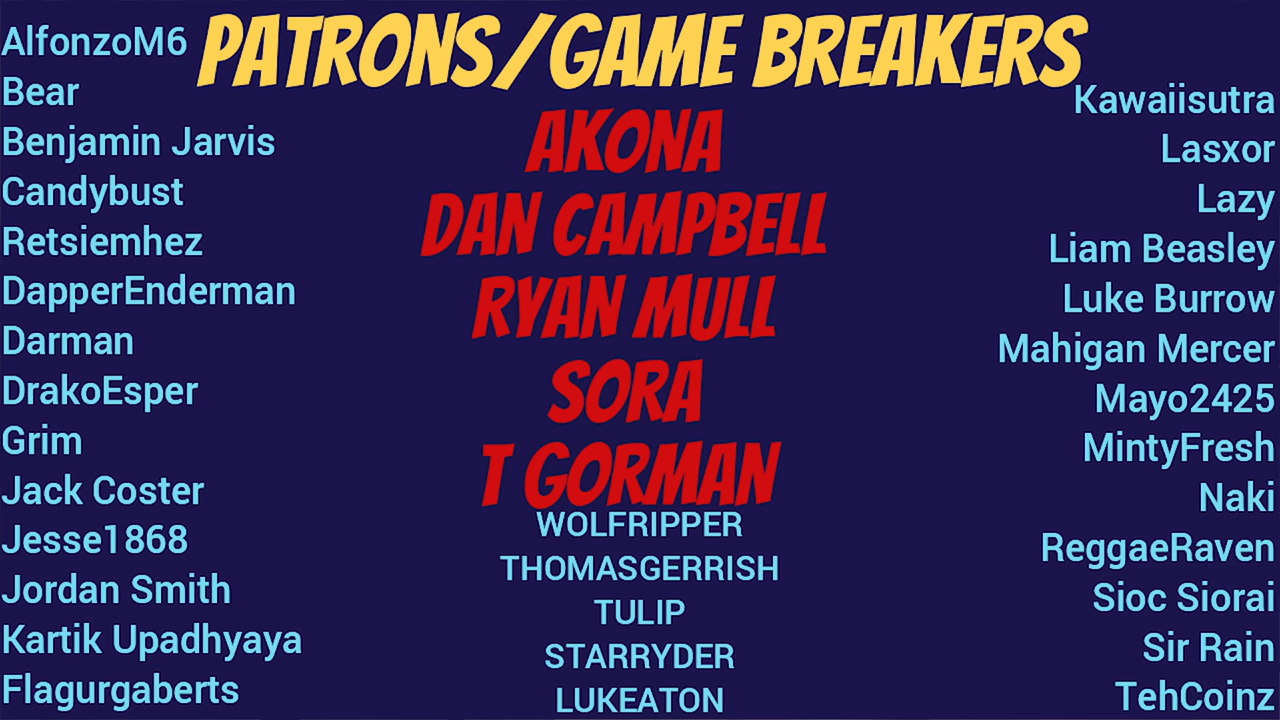 PATRONS/GAME BREAKERS
AlfonzoM6
Bear
Benjamin Jarvis
Candybust
Retsiemhez
DapperEnderman
Darman
DrakoEsper
Grim
Jack Coster
Jesse1868
Jordan Smith
Kartik Upadhyaya
Flagurgaberts
AKONA
DAN CAMPBELL
RYAN MULL
SORA
T GORMAN
WOLFRIPPER
THOMASGERRISH
TULIP
STARRYDER
LUKEATON
Kawaiisutra
Lasxor
Lazy
Liam Beasley
Luke Burrow
Mahigan Mercer
Mayo2425
MintyFresh
Naki
ReggaeRaven
Sioc Siorai
Sir Rain
TehCoinz